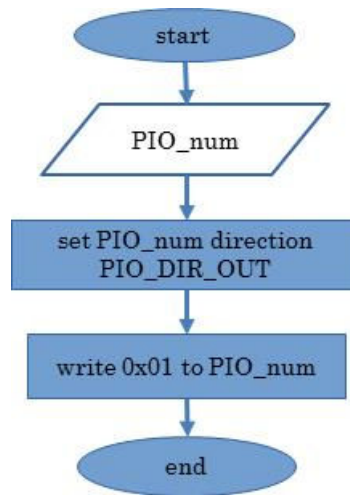 start
PIO_num
set PIO_num direction
PIO_DIR_OUT
write 0x01 to PIO_num
end